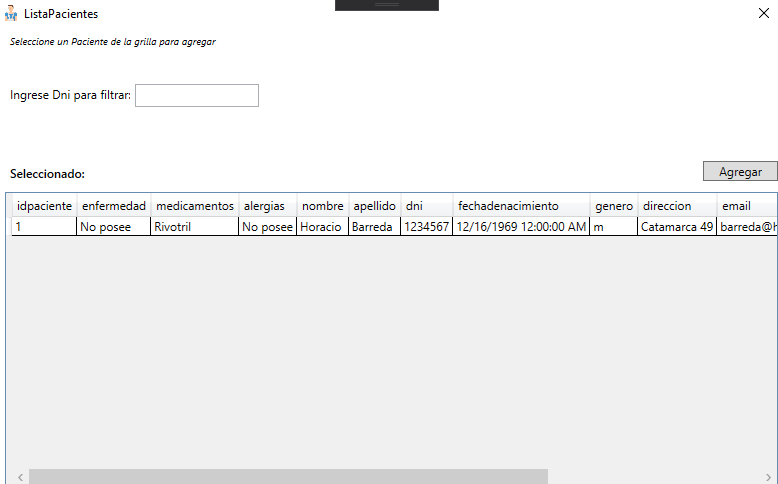 ListaPacientes
Seleccione un Paciente de la grilla para agregar
Ingrese Dni para filtrar:
Seleccionado:
Agregar
idpaciente enfermedad medicamentos alergias nombre apellido dni fechadenacimiento genero direccion email
1 No posee Rivotril No posee Horacio Barreda 1234567 12/16/1969 12:00:00 AM m Catamarca 49 barreda@h